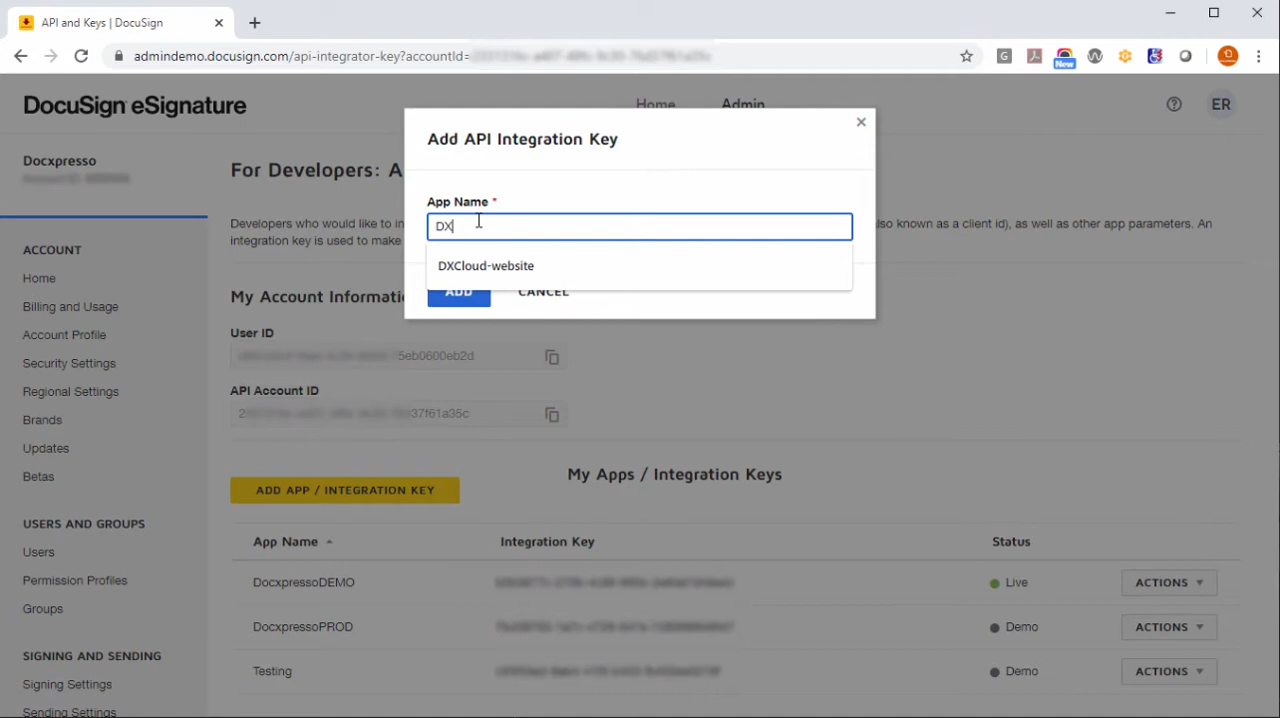 API and Keys | DocuSign
admindemo.docusign.com/api-integrator-key?accountId=
New
DocuSign eSignature
Home
Admin
ER
Docxpresso
ACCOUNT
Home
Billing and Usage
Account Profile
Security Settings
Regional Settings
Brands
Updates
Betas
USERS AND GROUPS
Users
Permission Profiles
Groups
SIGNING AND SENDING
Signing Settings
Sending Settings
For Developers: A
Developers who would like to in
also known as a client id), as well as other app parameters. An
integration key is used to make
My Account Informati
User ID
5eb0600eb2d
API Account ID
2
37f61a35c
Add API Integration Key
App Name *
DX
DXCloud-website
ADD
CANCEL
ADD APP / INTEGRATION KEY
My Apps / Integration Keys
App Name
Integration Key
Status
DocxpressoDEMO
Live
ACTIONS
DocxpressoPROD
Demo
ACTIONS
Testing
Demo
ACTIONS